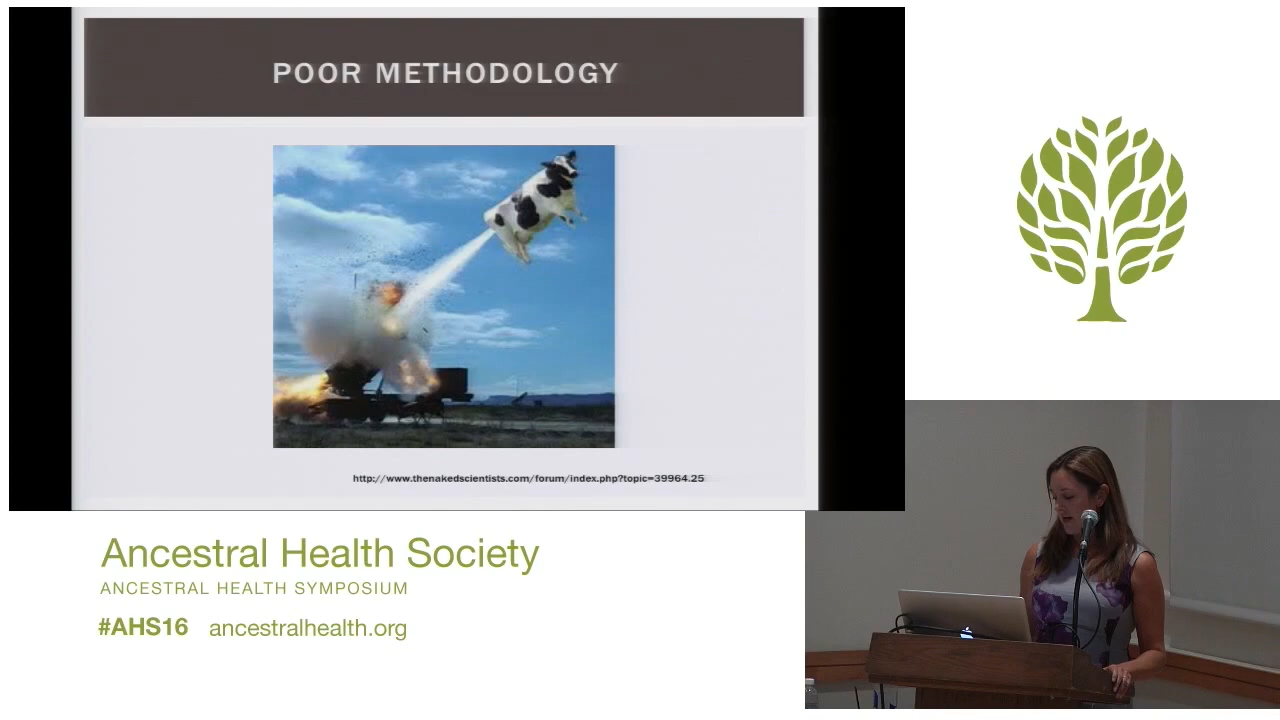 POOR METHODOLOGY
http://www.thenakedscientists.com/forum/index.php?topic=39964.25
Ancestral Health Society
ANCESTRAL HEALTH SYMPOSIUM
#AHS16 ancestralhealth.org